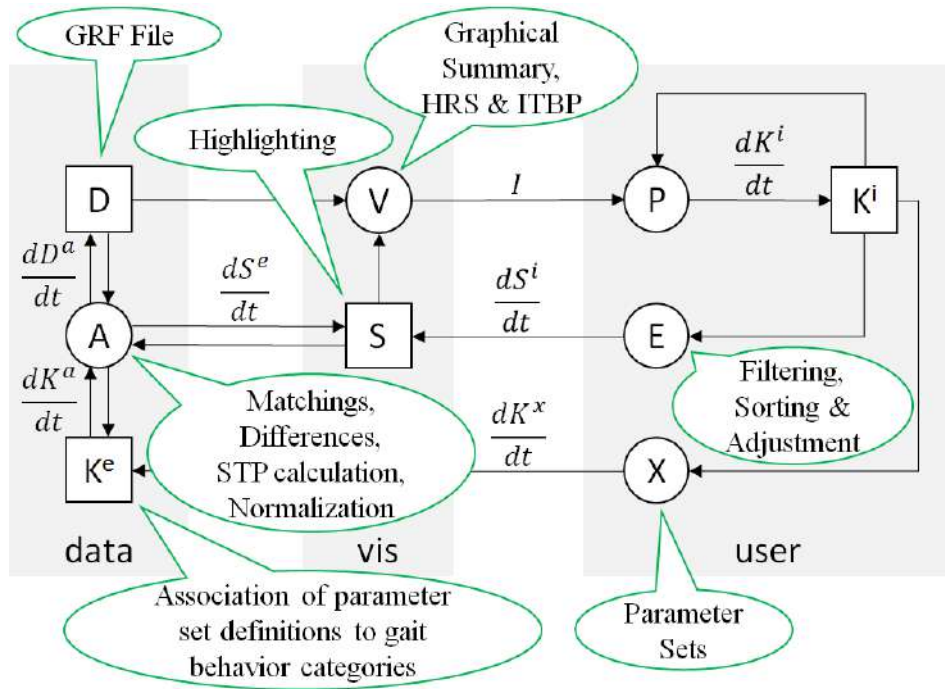 GRF File
Graphical
Summary,
HRS & ITBP
Highlighting
D
V
I
P
dK^i
dt
K^i
dD^a
dt
dS^e
dt
dS^i
dt
A
S
E
dK^a
dt
Matchings,
Differences,
STP calculation,
Normalization
dK^x
dt
Filtering,
Sorting &
Adjustment
K^e
X
data
vis
user
Association of parameter
set definitions to gait
behavior categories
Parameter
Sets